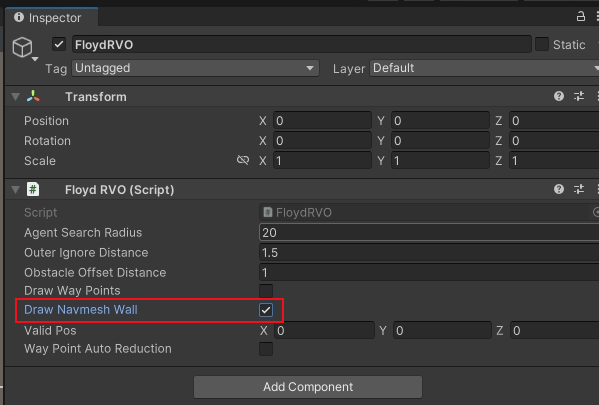 Inspector
FloydRVO Static
Tag Untagged Layer Default
Transform
Position X 0 Y 0 Z 0
Rotation X 0 Y 0 Z 0
Scale X 1 Y 1 Z 1
# Floyd RVO (Script)
Script FloydRVO
Agent Search Radius 20
Outer Ignore Distance 1.5
Obstacle Offset Distance 1
Draw Way Points
Draw Navmesh Wall
Valid Pos X 0 Y 0 Z 0
Way Point Auto Reduction
Add Component